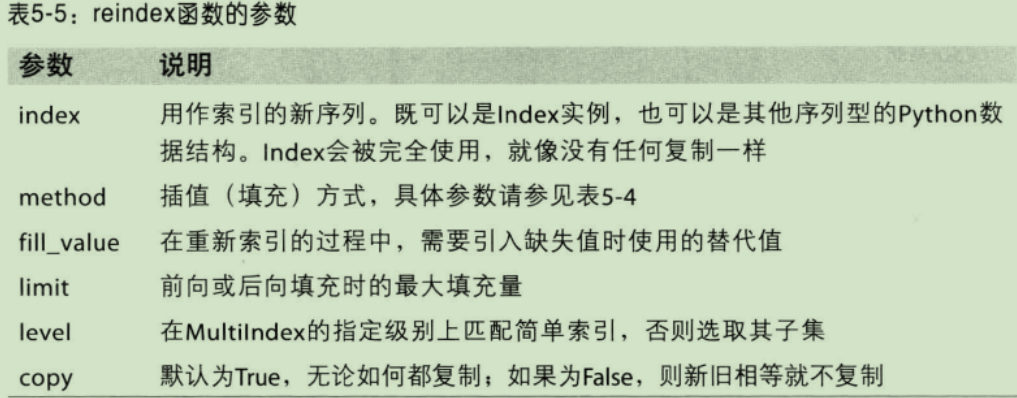 表5-5：reindex函数的参数
参数 说明
index 用作索引的新序列。既可以是Index实例，也可以是其他序列型的Python数
据结构。Index会被完全使用，就像没有任何复制一样
method 插值（填充）方式，具体参数请参见表5-4
fill_value 在重新索引的过程中，需要引入缺失值时使用的替代值
limit 前向或后向填充时的最大填充量
level 在MultiIndex的指定级别上匹配简单索引，否则选取其子集
copy 默认为True，无论如何都复制；如果为False，则新旧相等就不复制